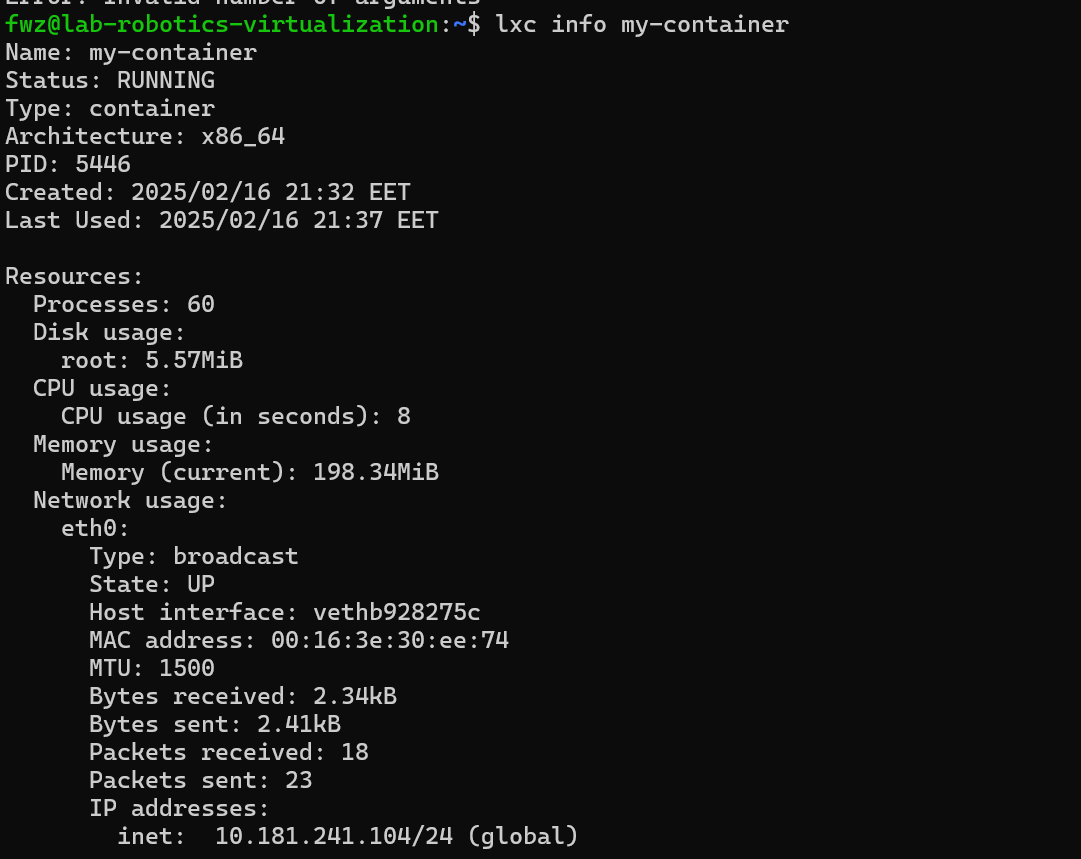 Error: Invalid number of arguments
fwz@lab-robotics-virtualization:~$ lxc info my-container
Name: my-container
Status: RUNNING
Type: container
Architecture: x86_64
PID: 5446
Created: 2025/02/16 21:32 EET
Last Used: 2025/02/16 21:37 EET

Resources:
  Processes: 60
  Disk usage:
    root: 5.57MiB
  CPU usage:
    CPU usage (in seconds): 8
  Memory usage:
    Memory (current): 198.34MiB
  Network usage:
    eth0:
      Type: broadcast
      State: UP
      Host interface: vethb928275c
      MAC address: 00:16:3e:30:ee:74
      MTU: 1500
      Bytes received: 2.34kB
      Bytes sent: 2.41kB
      Packets received: 18
      Packets sent: 23
      IP addresses:
        inet:  10.181.241.104/24 (global)